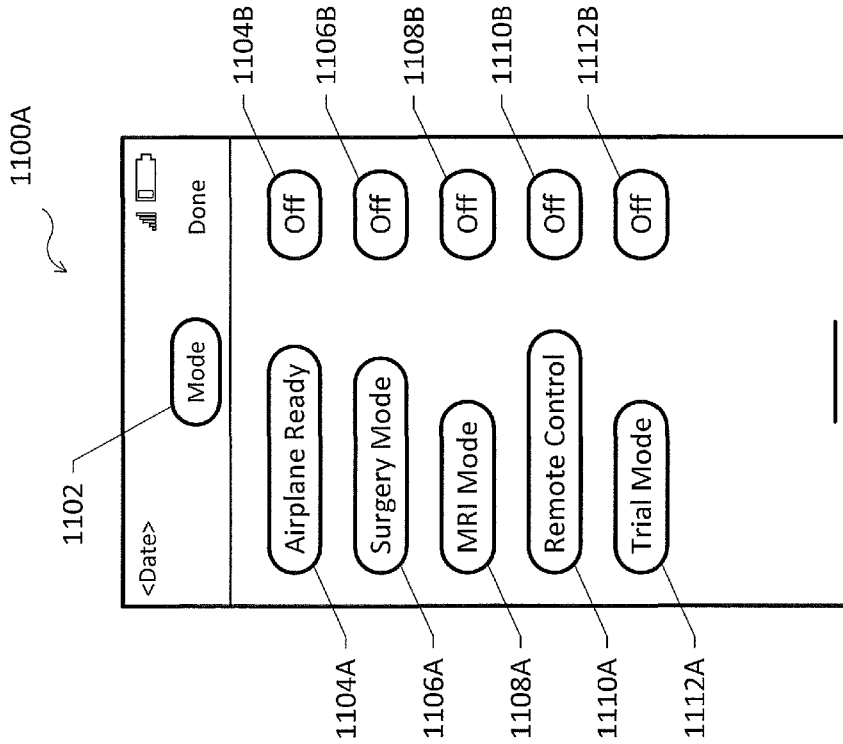 1100A
1102
<Date>
Mode
Done
1104A
Airplane Ready
Off
1104B
1106A
Surgery Mode
Off
1106B
1108A
MRI Mode
Off
1108B
1110A
Remote Control
Off
1110B
1112A
Trial Mode
Off
1112B